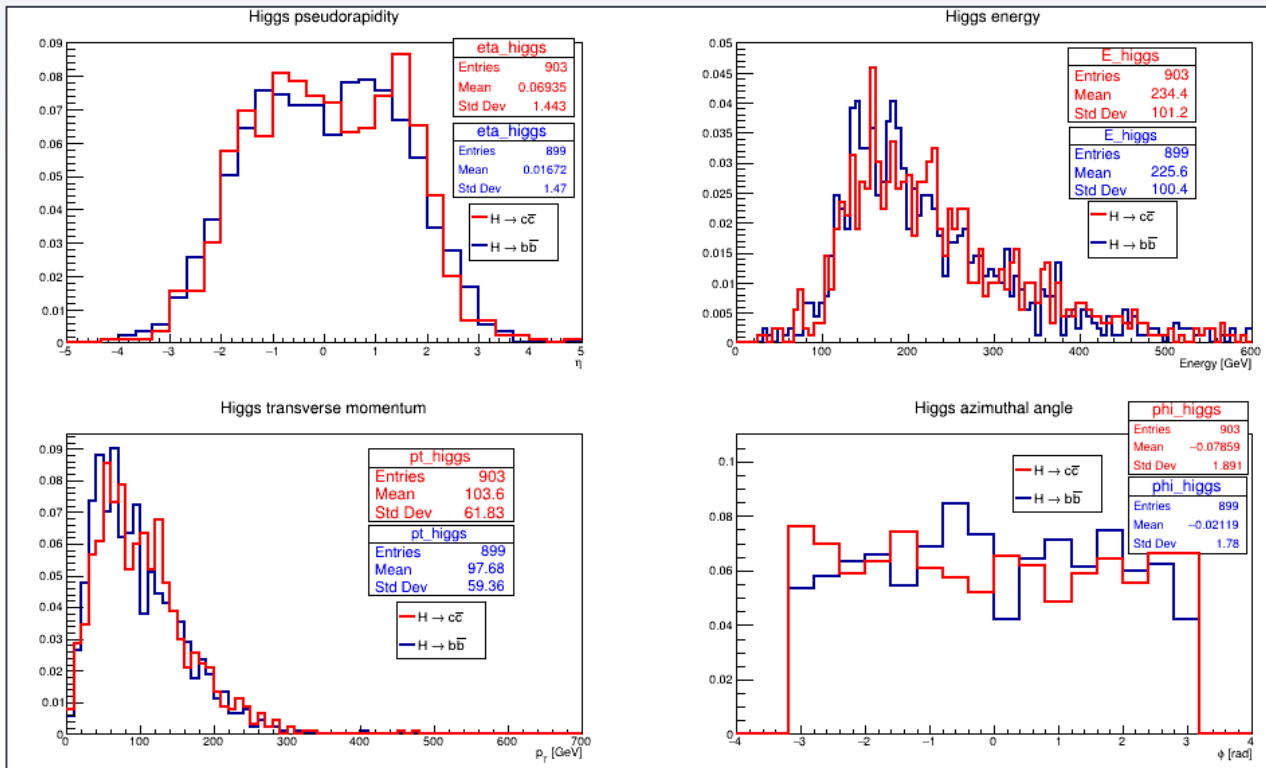 Higgs pseudorapidity
eta_higgs
Entries 903
Mean 0.06935
Std Dev 1.443
eta_higgs
Entries 899
Mean 0.01672
Std Dev 1.47
H → cc̅
H → bb̅
0.09
0.08
0.07
0.06
0.05
0.04
0.03
0.02
0.01
0
−5 −4 −3 −2 −1 0 1 2 3 4 5
η
Higgs energy
E_higgs
Entries 903
Mean 234.4
Std Dev 101.2
E_higgs
Entries 899
Mean 225.6
Std Dev 100.4
H → cc̅
H → bb̅
0.05
0.045
0.04
0.035
0.03
0.025
0.02
0.015
0.01
0.005
0
0 100 200 300 400 500 600
Energy [GeV]
Higgs transverse momentum
pt_higgs
Entries 903
Mean 103.6
Std Dev 61.83
pt_higgs
Entries 899
Mean 97.68
Std Dev 59.36
H → cc̅
H → bb̅
0.09
0.08
0.07
0.06
0.05
0.04
0.03
0.02
0.01
0
0 100 200 300 400 500 600 700
p_T [GeV]
Higgs azimuthal angle
phi_higgs
Entries 903
Mean −0.07859
Std Dev 1.891
phi_higgs
Entries 899
Mean −0.02119
Std Dev 1.78
H → cc̅
H → bb̅
0.1
0.08
0.06
0.04
0.02
0
−4 −3 −2 −1 0 1 2 3 4
ϕ [rad]